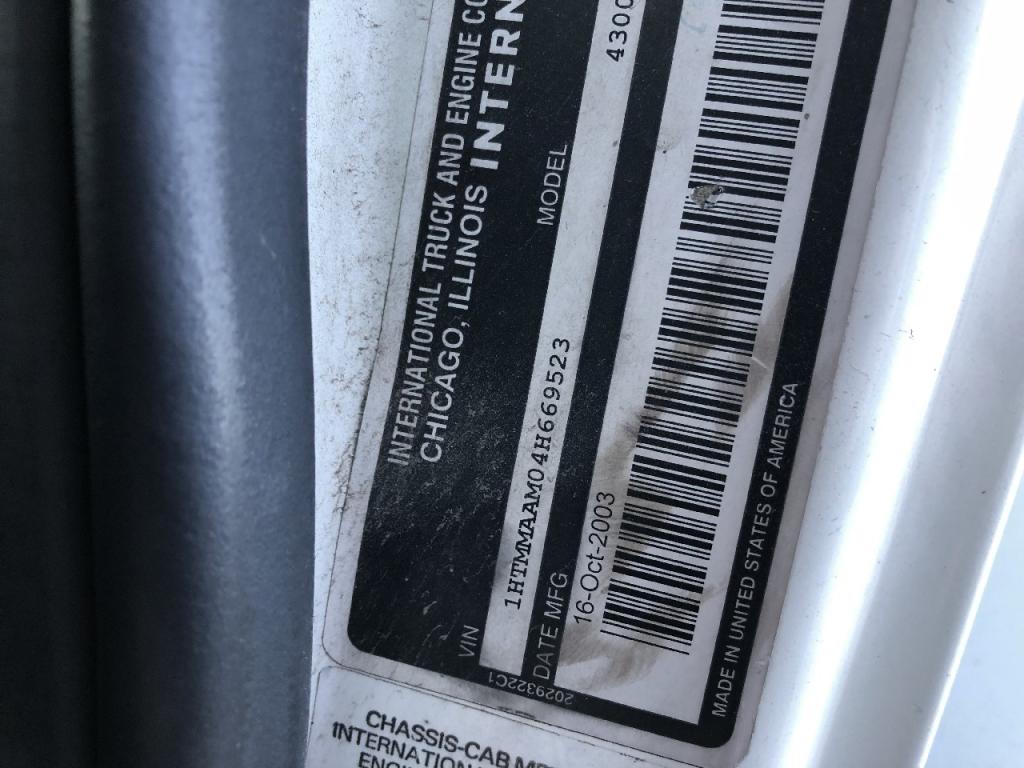 INTERNATIONAL TRUCK AND ENGINE
CHICAGO, ILLINOIS INTERN
VIN MODEL
1HTMMAAM04H669523 4300
DATE MFG
16-Oct-2003
MADE IN UNITED STATES OF AMERICA
2029322C1
CHASSIS-CAB